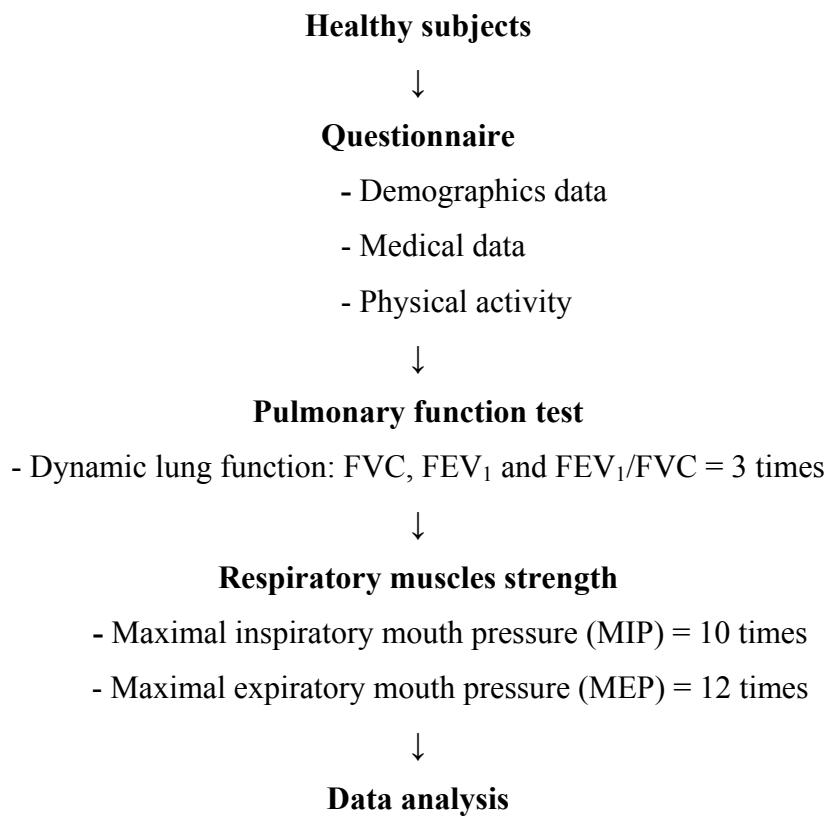 Healthy subjects
↓
Questionnaire
- Demographics data
- Medical data
- Physical activity
↓
Pulmonary function test
- Dynamic lung function: FVC, FEV₁ and FEV₁/FVC = 3 times
↓
Respiratory muscles strength
- Maximal inspiratory mouth pressure (MIP) = 10 times
- Maximal expiratory mouth pressure (MEP) = 12 times
↓
Data analysis